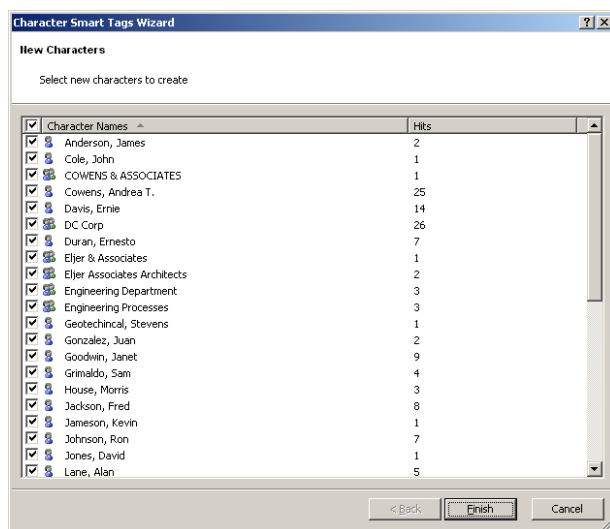 Character Smart Tags Wizard
New Characters
Select new characters to create
Character Names Hits
Anderson, James 2
Cole, John 1
COWENS & ASSOCIATES 1
Cowens, Andrea T. 25
Davis, Ernie 14
DC Corp 26
Duran, Ernesto 7
Eljer & Associates 1
Eljer Associates Architects 2
Engineering Department 3
Engineering Processes 3
Geotechincal, Stevens 1
Gonzalez, Juan 2
Goodwin, Janet 9
Grimaldo, Sam 4
House, Morris 3
Jackson, Fred 8
Jameson, Kevin 1
Johnson, Ron 7
Jones, David 1
Lane, Alan 5
< Back Finish Cancel